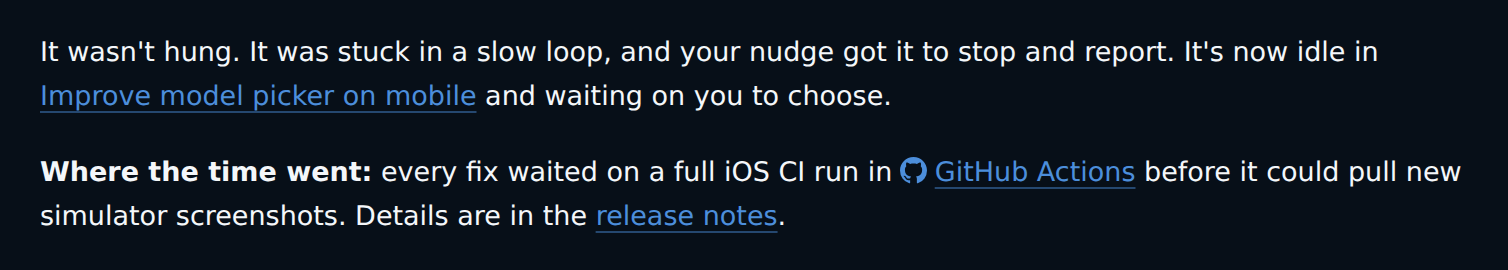 It wasn't hung. It was stuck in a slow loop, and your nudge got it to stop and report. It's now idle in
Improve model picker on mobile and waiting on you to choose.
Where the time went: every fix waited on a full iOS CI run in GitHub Actions before it could pull new
simulator screenshots. Details are in the release notes.